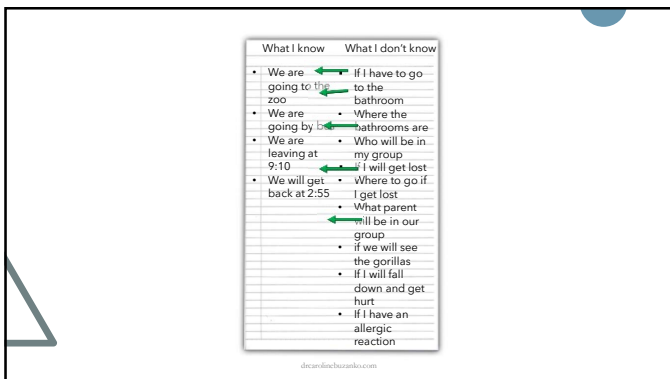 What I know
We are
going to the
zoo
We are
going by
We are
leaving at
9:10
We will get
back at 2:55
What I don't know
If I have to go
to the
bathroom
Where the
bathrooms are
Who will be in
my group
If I will get lost
Where to go if
I get lost
What parent
will be in our
group
if we will see
the gorillas
If I will fall
down and get
hurt
If I have an
allergic
reaction
drcarolinebuzanko.com